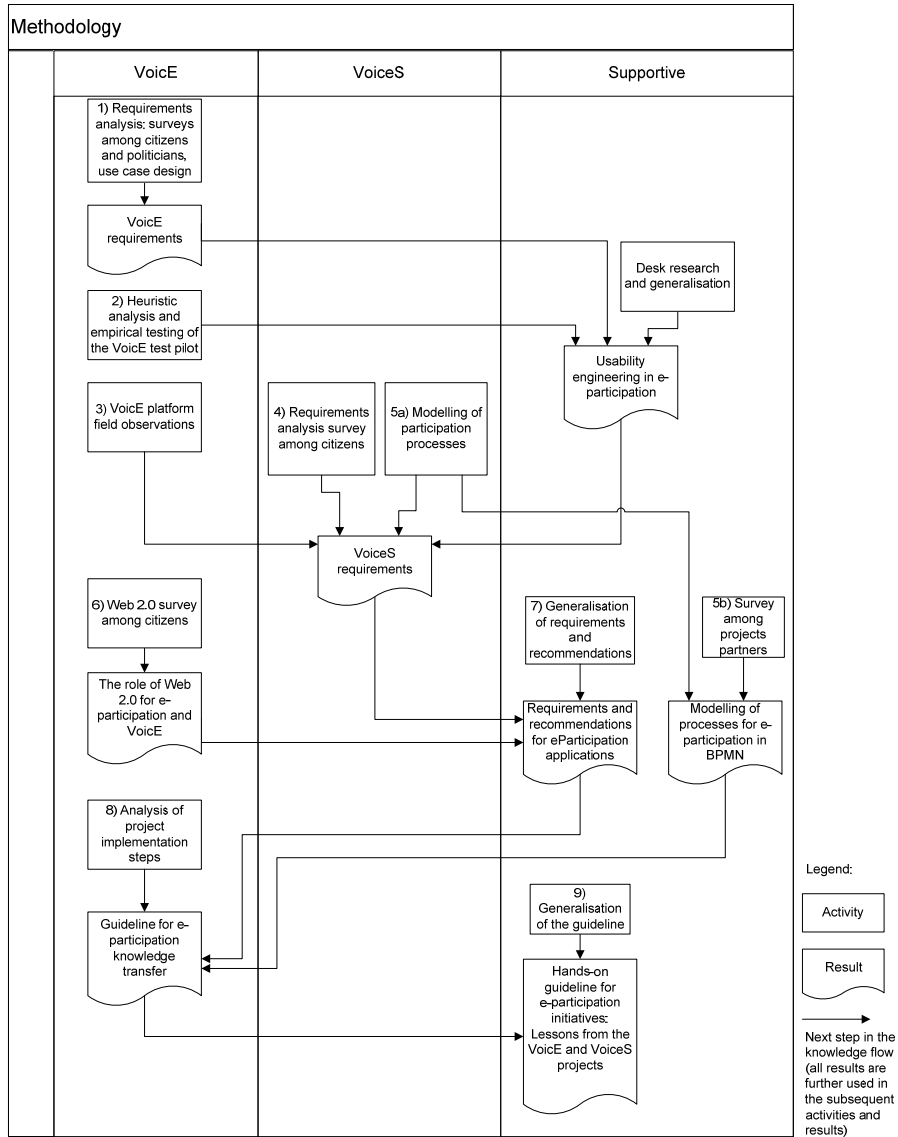 Methodology
VoicE
VoiceS
Supportive
1) Requirements
analysis: surveys
among citizens
and politicians,
use case design
VoicE
requirements
Desk research
and generalisation
2) Heuristic
analysis and
empirical testing of
the VoicE test pilot
Usability
engineering in e-
participation
3) VoicE platform
field observations
4) Requirements
analysis survey
among citizens
5a) Modelling of
participation
processes
VoiceS
requirements
6) Web 2.0 survey
among citizens
7) Generalisation
of requirements
and
recommendations
5b) Survey
among
projects
partners
The role of Web
2.0 for e-
participation and
VoicE
Requirements and
recommendations
for eParticipation
applications
Modelling of
processes for e-
participation in
BPMN
8) Analysis of
project
implementation
steps
9)
Generalisation
of the guideline
Guideline for e-
participation
knowledge
transfer
Hands-on
guideline for
e-participation
initiatives:
Lessons from the
VoicE and VoiceS
projects
Legend:
Activity
Result
Next step in the
knowledge flow
(all results are
further used in
the subsequent
activities and
results)